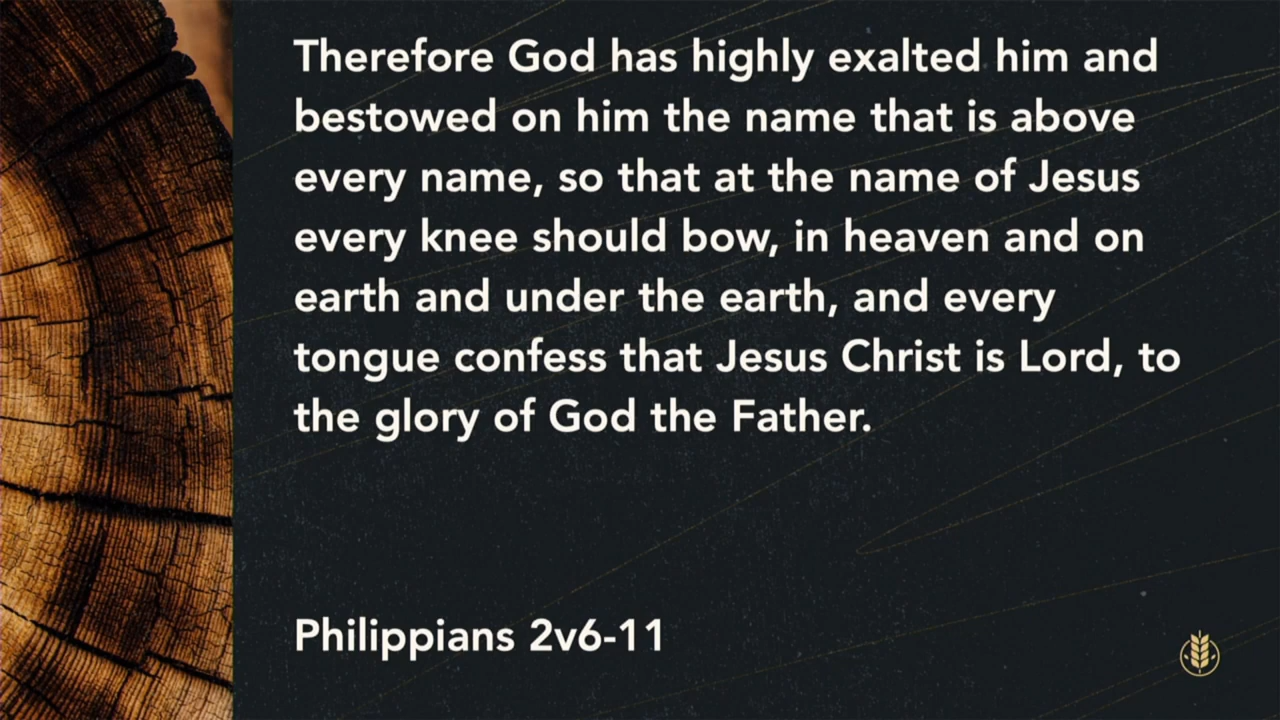 Therefore God has highly exalted him and
bestowed on him the name that is above
every name, so that at the name of Jesus
every knee should bow, in heaven and on
earth and under the earth, and every
tongue confess that Jesus Christ is Lord, to
the glory of God the Father.
Philippians 2v6-11